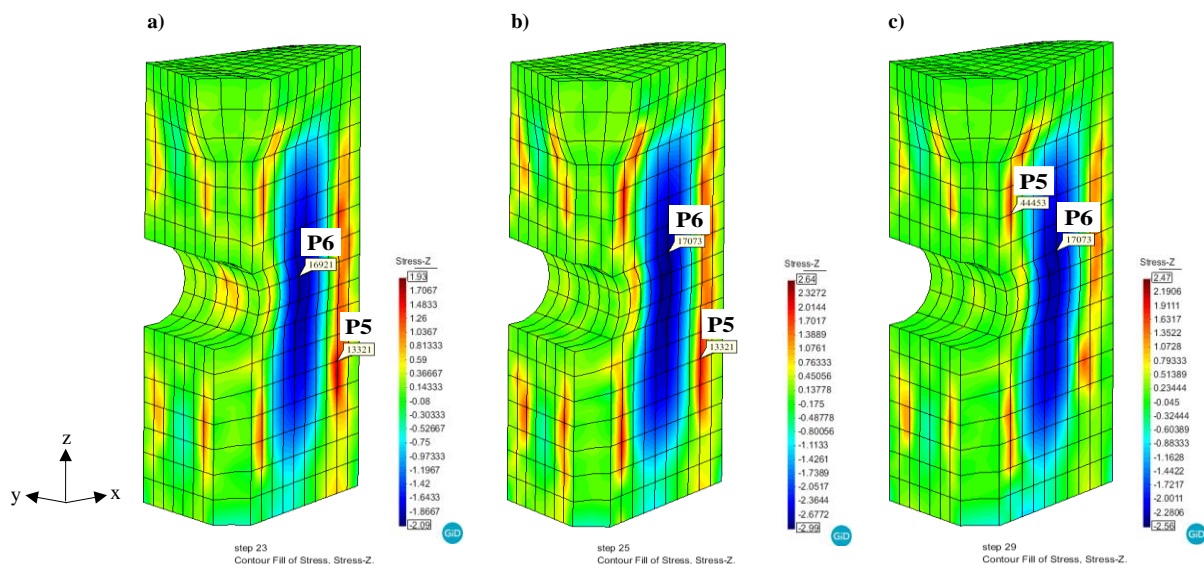 a)
P6
16921
P5
13321
Stress-Z
1.93
1.7067
1.4833
1.26
1.0367
0.81333
0.59
0.36667
0.14333
-0.08
-0.30333
-0.52667
-0.75
-0.97333
-1.1967
-1.42
-1.6433
-1.8667
-2.09
GiD
z
y
x
step 23
Contour Fill of Stress, Stress-Z.
b)
P6
17073
P5
13321
Stress-Z
2.64
2.3272
2.0144
1.7017
1.3889
1.0761
0.76333
0.45056
0.13778
-0.175
-0.48778
-0.80056
-1.1133
-1.4261
-1.7389
-2.0517
-2.3644
-2.6772
-2.99
GiD
step 25
Contour Fill of Stress, Stress-Z.
c)
P5
44453
P6
17073
Stress-Z
2.47
2.1906
1.9111
1.6317
1.3522
1.0728
0.79333
0.51389
0.23444
-0.045
-0.32444
-0.60389
-0.88333
-1.1628
-1.4422
-1.7217
-2.0011
-2.2806
-2.56
GiD
step 29
Contour Fill of Stress, Stress-Z.